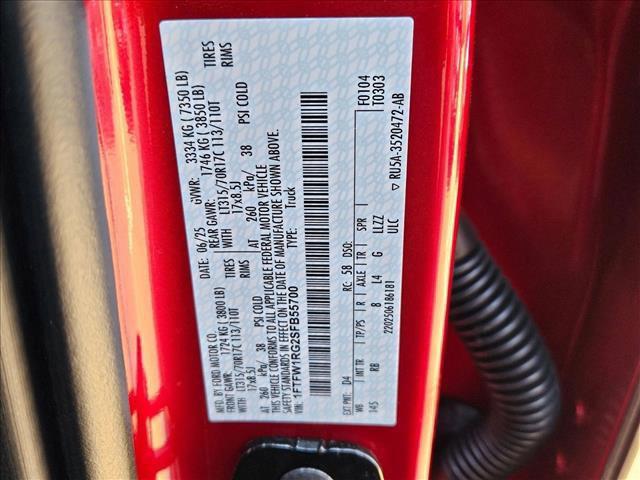 MFD. BY FORD MOTOR CO. DATE: 06/25 GVWR: 3334 KG ( 7350 LB)
FRONT GAWR: 1724 KG ( 3800 LB) REAR GAWR: 1746 KG ( 3850 LB)
WITH LT315/70R17C 113/110T TIRES WITH LT315/70R17C 113/110T TIRES
17x8.5J RIMS 17x8.5J RIMS
AT 260 kPa/ 38 PSI COLD AT 260 kPa/ 38 PSI COLD
THIS VEHICLE CONFORMS TO ALL APPLICABLE FEDERAL MOTOR VEHICLE
SAFETY STANDARDS IN EFFECT ON THE DATE OF MANUFACTURE SHOWN ABOVE.
VIN: 1FTFW1RG2SFB55700 TYPE: Truck
F0104
T0303
EXT PNT: D4 RC: 58 DSO:
WB INT TR TP/PS R AXLE TR SPR
145 RB 8 L4 G LLZZ
2202506186181 ULC ▽ RU5A-3520472-AB